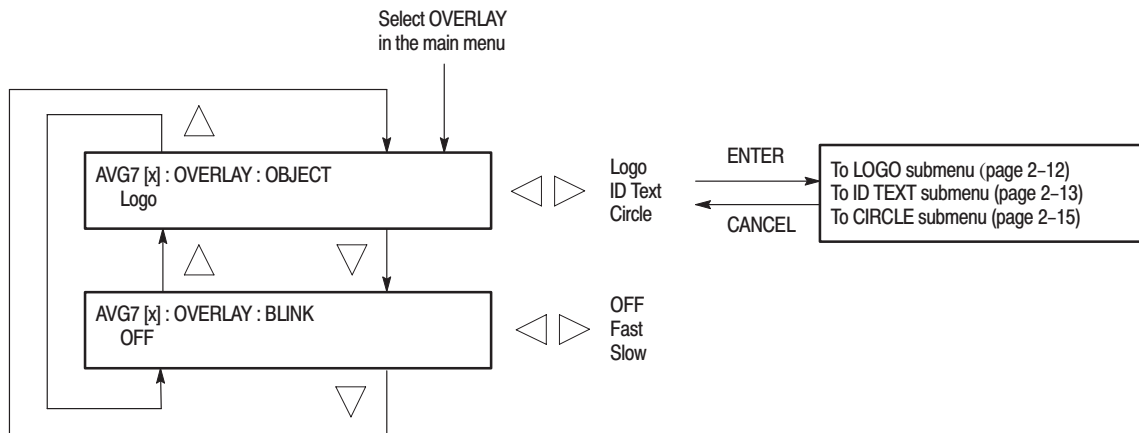 Select OVERLAY
in the main menu
AVG7 [x] : OVERLAY : OBJECT
Logo
Logo
ID Text
Circle
ENTER
CANCEL
To LOGO submenu (page 2–12)
To ID TEXT submenu (page 2–13)
To CIRCLE submenu (page 2–15)
AVG7 [x] : OVERLAY : BLINK
OFF
OFF
Fast
Slow